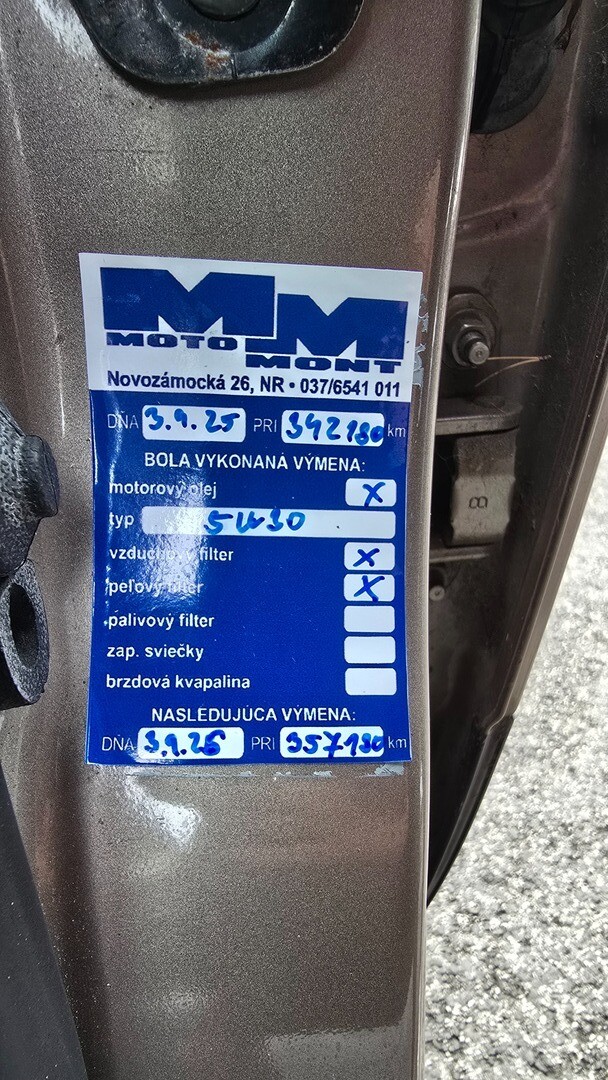 MM
MOTO
MONT
Novozámocká 26, NR • 037/6541 011
DŇA 3.9.25 PRI 342180 km
BOLA VYKONANÁ VÝMENA:
motorový olej X
typ 5W30
vzduchový filter X
peľový filter X
palivový filter
zap. sviečky
brzdová kvapalina
NASLEDUJÚCA VÝMENA:
DŇA 3.9.26 PRI 357180 km
8